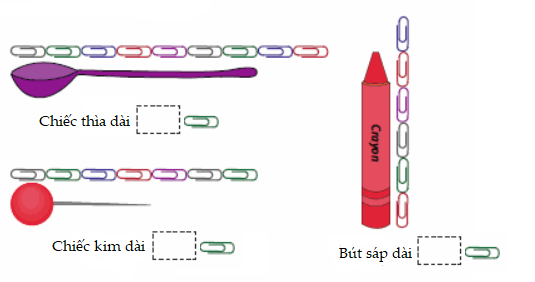 Chiếc thìa dài
Crayon
Chiếc kim dài
Bút sáp dài